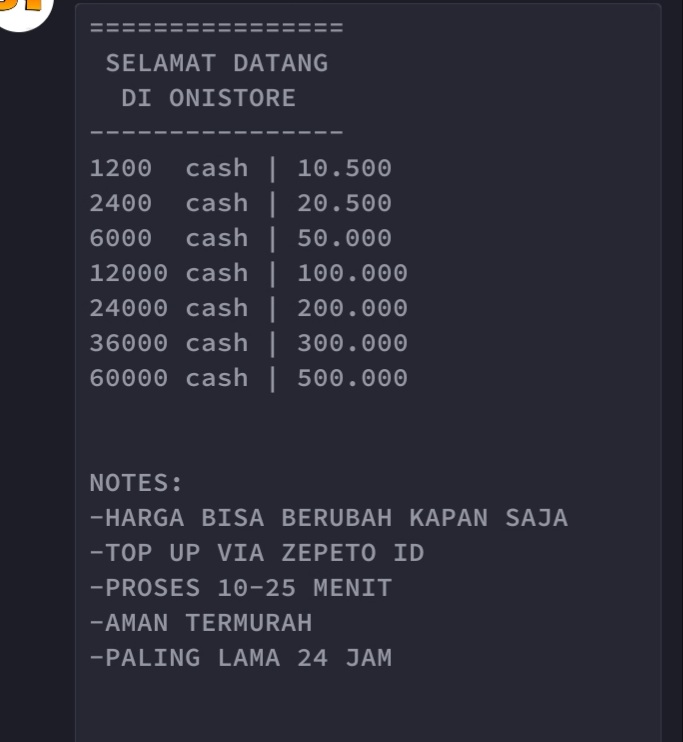 ================
SELAMAT DATANG
DI ONISTORE
----------------
1200 cash | 10.500
2400 cash | 20.500
6000 cash | 50.000
12000 cash | 100.000
24000 cash | 200.000
36000 cash | 300.000
60000 cash | 500.000
NOTES:
-HARGA BISA BERUBAH KAPAN SAJA
-TOP UP VIA ZEPETO ID
-PROSES 10-25 MENIT
-AMAN TERMURAH
-PALING LAMA 24 JAM